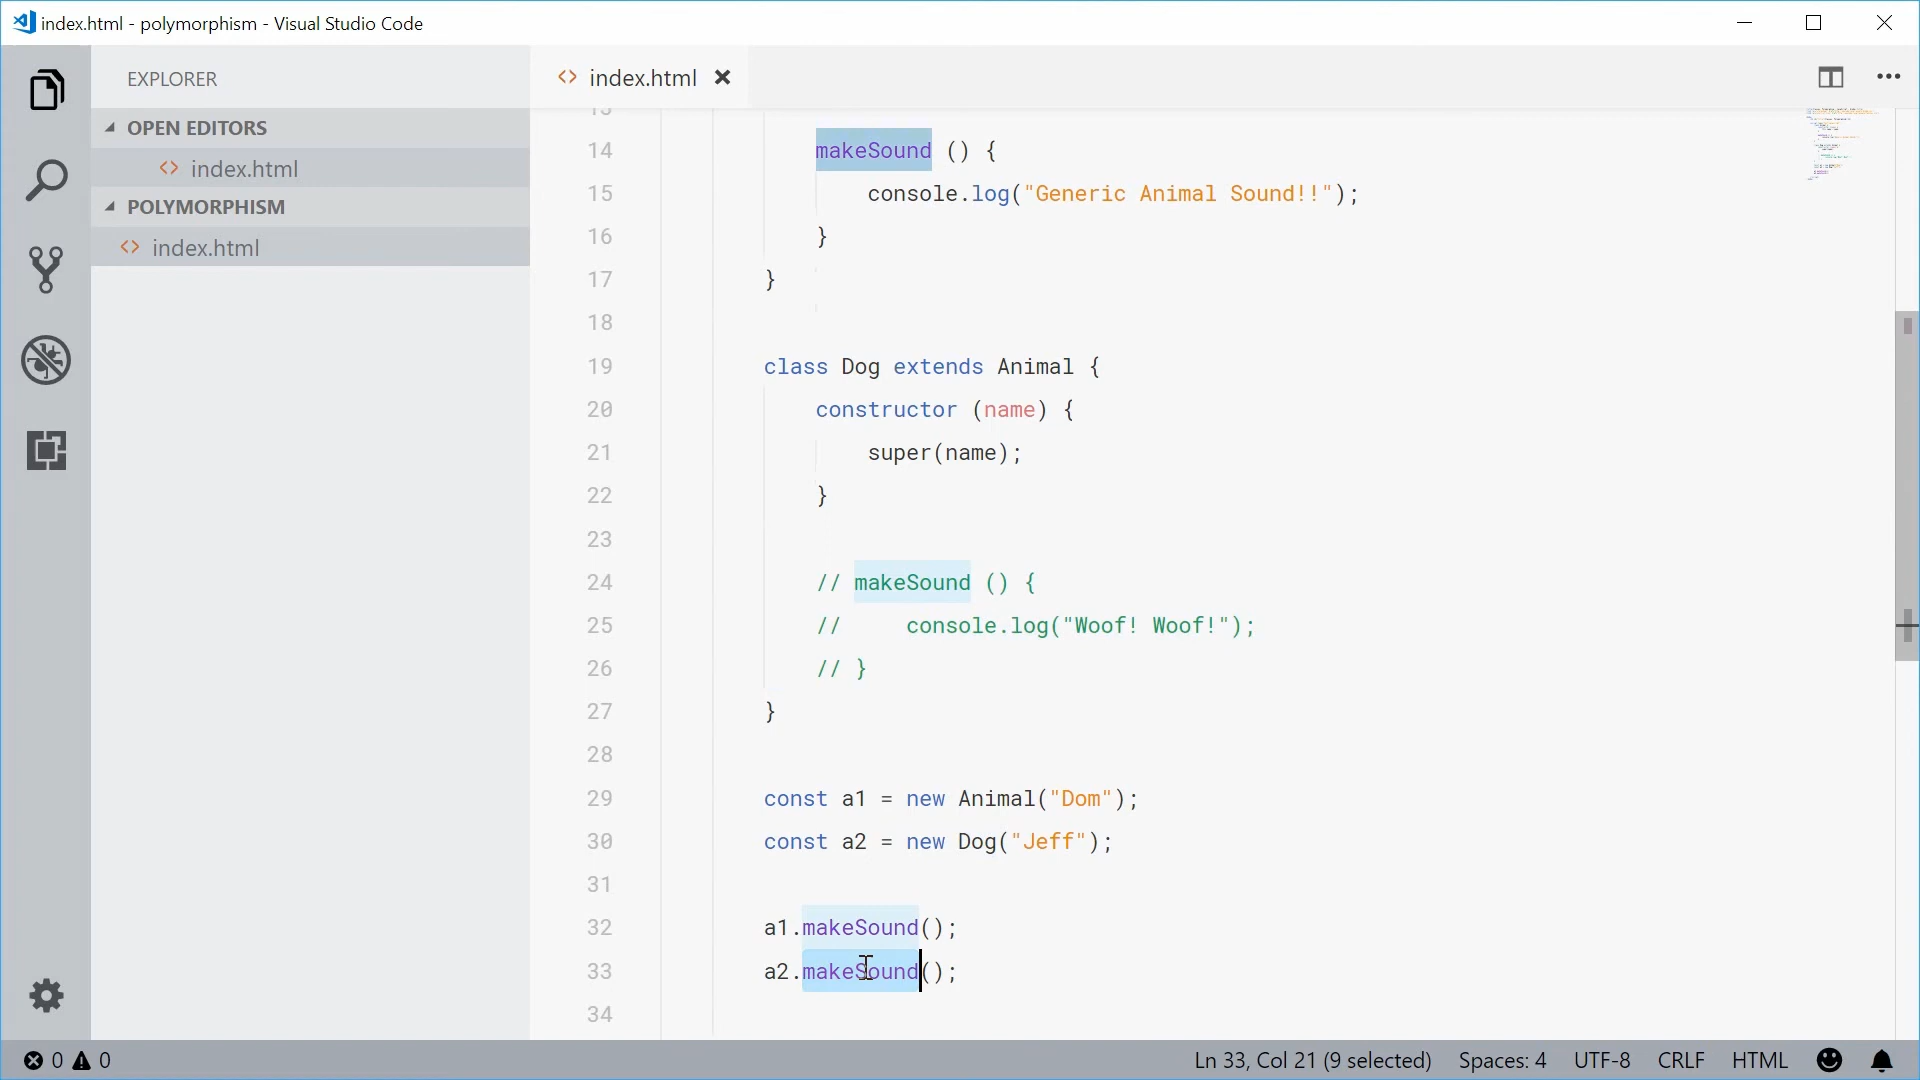 index.html - polymorphism - Visual Studio Code
EXPLORER
OPEN EDITORS
<> index.html
POLYMORPHISM
<> index.html
<> index.html
13
14 makeSound () {
15 console.log("Generic Animal Sound!!");
16 }
17 }
18
19 class Dog extends Animal {
20 constructor (name) {
21 super(name);
22 }
23
24 // makeSound () {
25 // console.log("Woof! Woof!");
26 // }
27 }
28
29 const a1 = new Animal("Dom");
30 const a2 = new Dog("Jeff");
31
32 a1.makeSound();
33 a2.makeSound();
34
0 0
Ln 33, Col 21 (9 selected) Spaces: 4 UTF-8 CRLF HTML